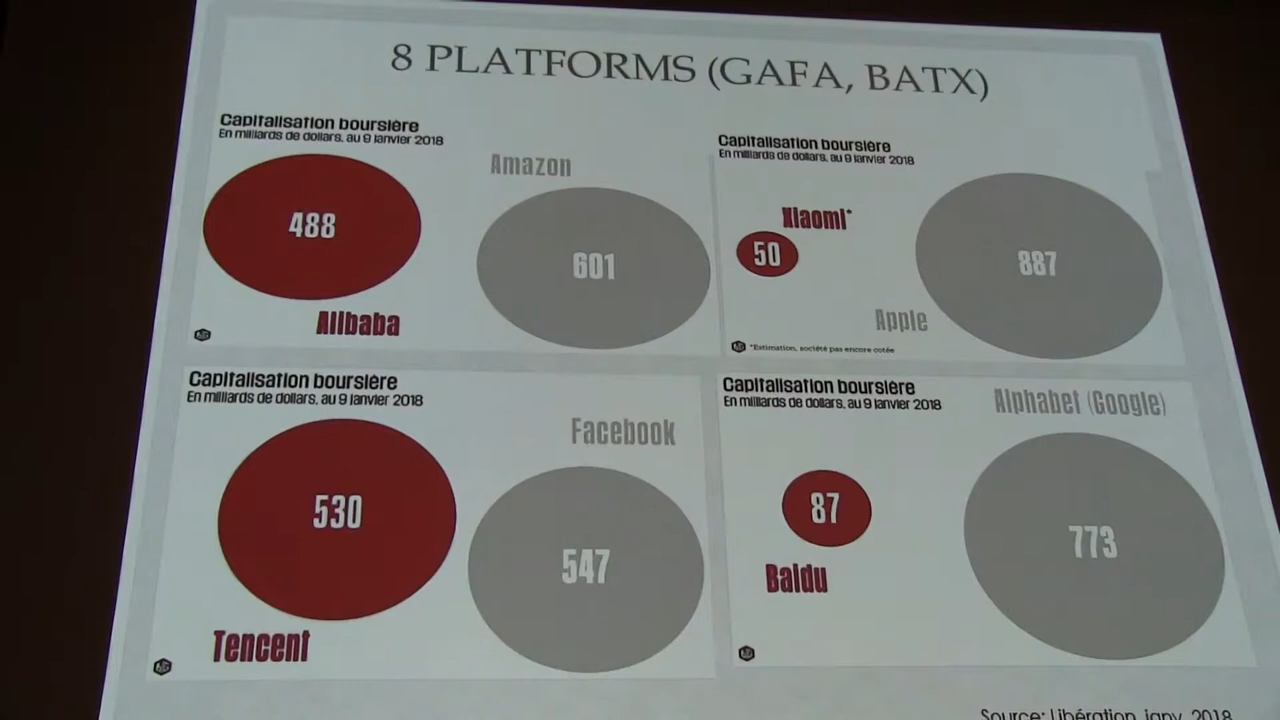 8 PLATFORMS (GAFA, BATX)
Capitalisation boursière
En milliards de dollars, au 9 janvier 2018
488
Alibaba
Amazon
601
Capitalisation boursière
En milliards de dollars, au 9 janvier 2018
Xiaomi*
50
Apple
887
*Estimation, société pas encore cotée
Capitalisation boursière
En milliards de dollars, au 9 janvier 2018
530
Tencent
Facebook
547
Capitalisation boursière
En milliards de dollars, au 9 janvier 2018
87
Baidu
Alphabet (Google)
773
Source: Libération, janv. 2018